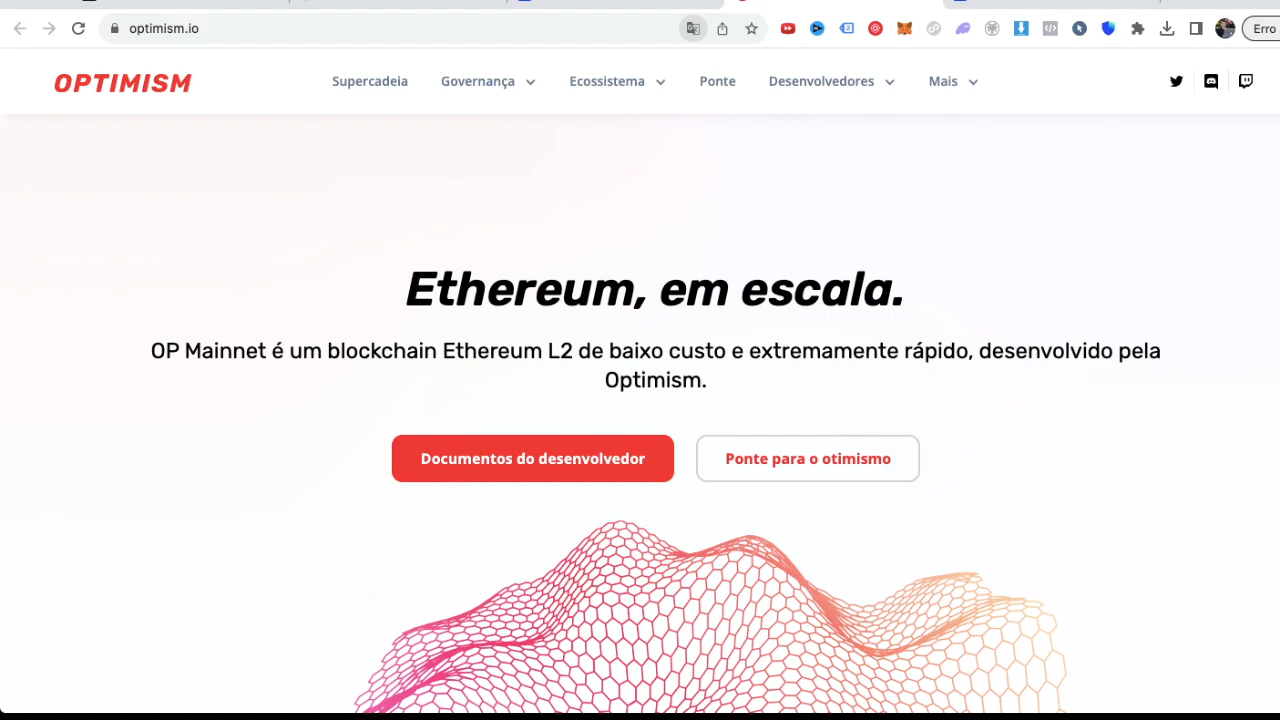 optimism.io
Erro
OPTIMISM
Supercadeia
Governança
Ecossistema
Ponte
Desenvolvedores
Mais
Ethereum, em escala.
OP Mainnet é um blockchain Ethereum L2 de baixo custo e extremamente rápido, desenvolvido pela
Optimism.
Documentos do desenvolvedor
Ponte para o otimismo